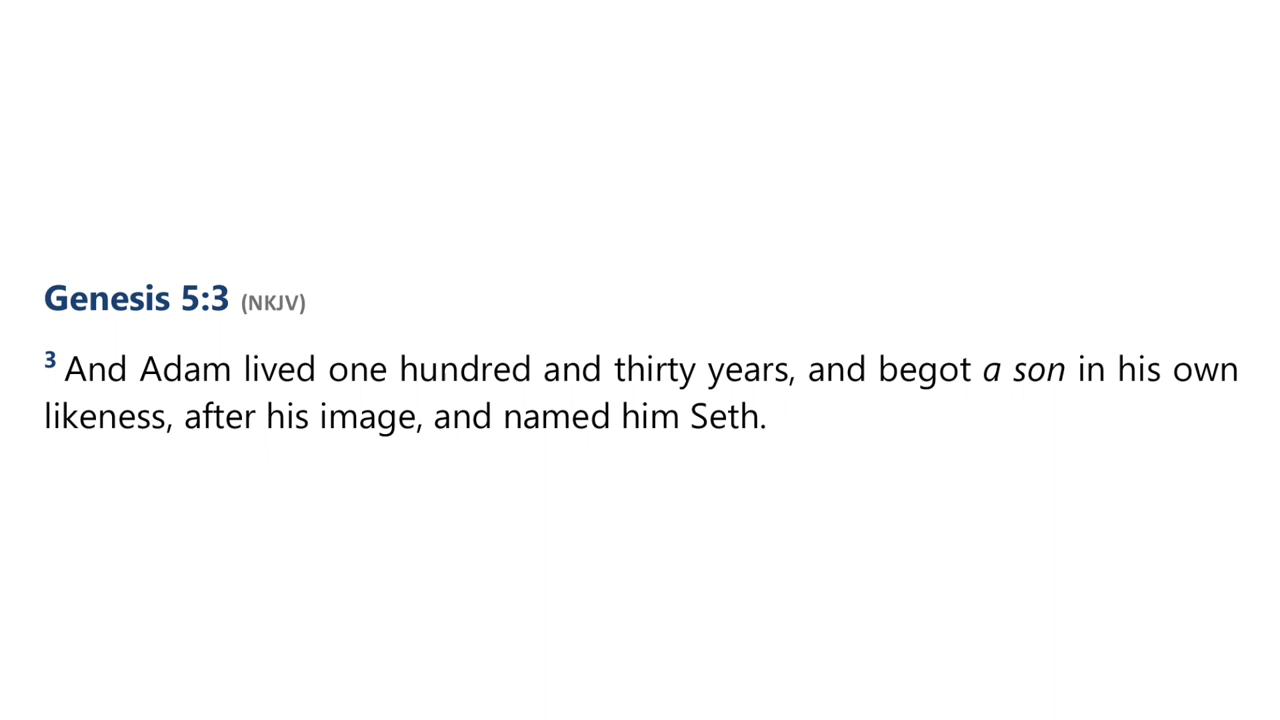 Genesis 5:3 (NKJV)
3 And Adam lived one hundred and thirty years, and begot a son in his own
likeness, after his image, and named him Seth.